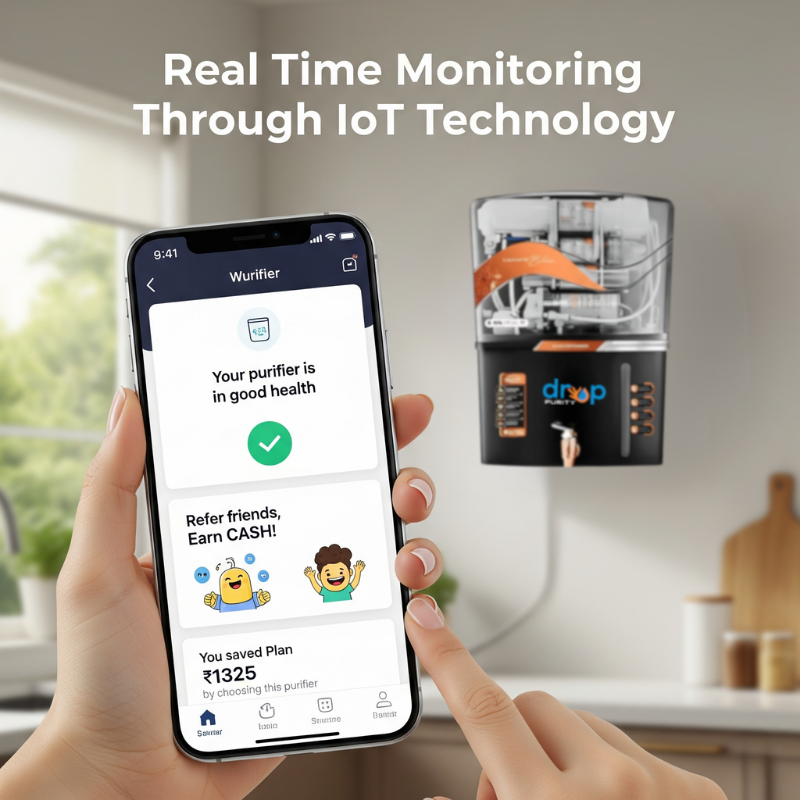 Real Time Monitoring
Through IoT Technology
9:41
Wurifier
Your purifier is
in good health
Refer friends,
Earn CASH!
You saved Plan
₹1325
by choosing this purifier
drop
PURITY